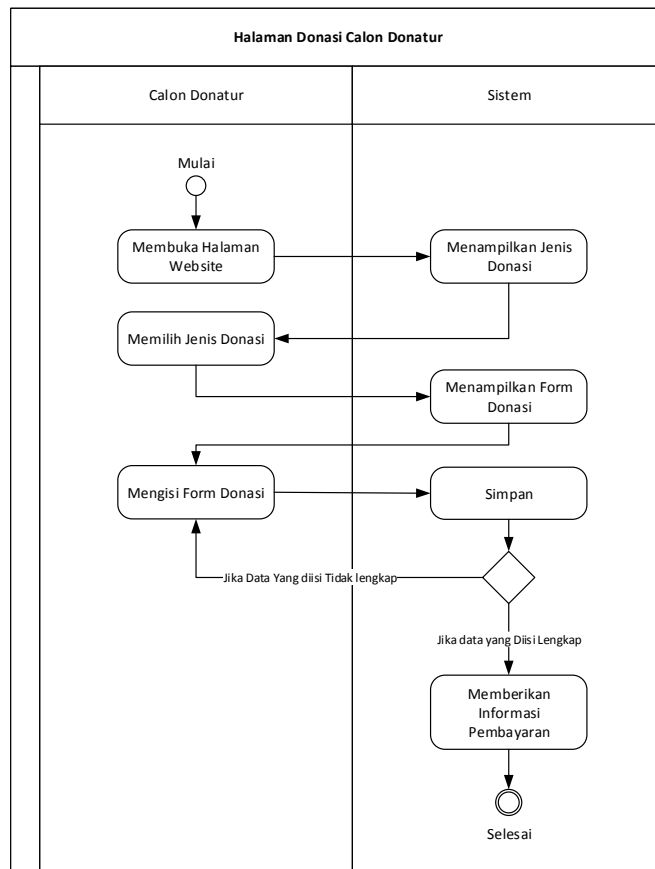 Halaman Donasi Calon Donatur
Calon Donatur
Sistem
Mulai
Membuka Halaman
Website
Menampilkan Jenis
Donasi
Memilih Jenis Donasi
Menampilkan Form
Donasi
Mengisi Form Donasi
Simpan
Jika Data Yang diisi Tidak lengkap
Jika data yang Diisi Lengkap
Memberikan
Informasi
Pembayaran
Selesai